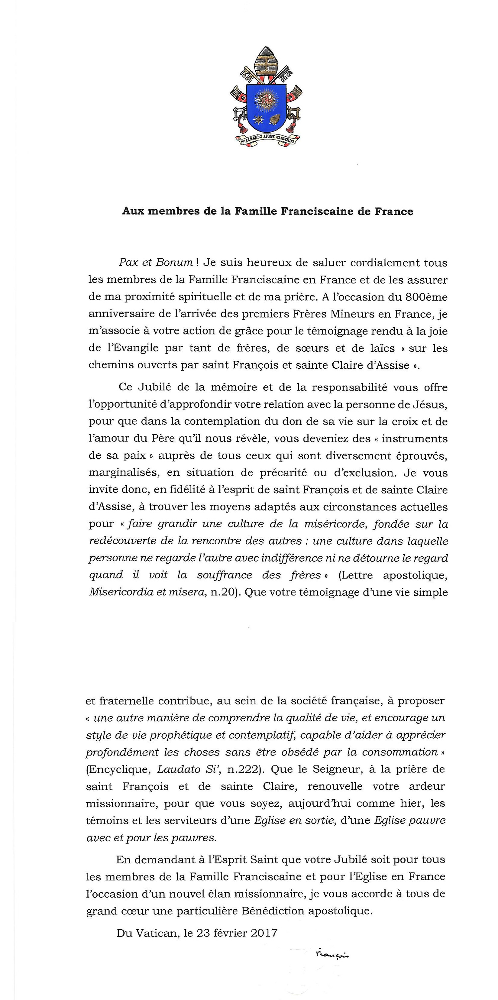 IHS
MISERANDO ATQUE ELIGENDO
Aux membres de la Famille Franciscaine de France
Pax et Bonum ! Je suis heureux de saluer cordialement tous
les membres de la Famille Franciscaine en France et de les assurer
de ma proximité spirituelle et de ma prière. A l’occasion du 800ème
anniversaire de l’arrivée des premiers Frères Mineurs en France, je
m’associe à votre action de grâce pour le témoignage rendu à la joie
de l’Evangile par tant de frères, de sœurs et de laïcs « sur les
chemins ouverts par saint François et sainte Claire d’Assise ».
Ce Jubilé de la mémoire et de la responsabilité vous offre
l’opportunité d’approfondir votre relation avec la personne de Jésus,
pour que dans la contemplation du don de sa vie sur la croix et de
l’amour du Père qu’il nous révèle, vous deveniez des « instruments
de sa paix » auprès de tous ceux qui sont diversement éprouvés,
marginalisés, en situation de précarité ou d’exclusion. Je vous
invite donc, en fidélité à l’esprit de saint François et de sainte Claire
d’Assise, à trouver les moyens adaptés aux circonstances actuelles
pour « faire grandir une culture de la miséricorde, fondée sur la
redécouverte de la rencontre des autres : une culture dans laquelle
personne ne regarde l’autre avec indifférence ni ne détourne le regard
quand il voit la souffrance des frères » (Lettre apostolique,
Misericordia et misera, n.20). Que votre témoignage d’une vie simple
et fraternelle contribue, au sein de la société française, à proposer
« une autre manière de comprendre la qualité de vie, et encourage un
style de vie prophétique et contemplatif, capable d’aider à apprécier
profondément les choses sans être obsédé par la consommation »
(Encyclique, Laudato Si’, n.222). Que le Seigneur, à la prière de
saint François et de sainte Claire, renouvelle votre ardeur
missionnaire, pour que vous soyez, aujourd’hui comme hier, les
témoins et les serviteurs d’une Eglise en sortie, d’une Eglise pauvre
avec et pour les pauvres.
En demandant à l’Esprit Saint que votre Jubilé soit pour tous
les membres de la Famille Franciscaine et pour l’Eglise en France
l’occasion d’un nouvel élan missionnaire, je vous accorde à tous de
grand cœur une particulière Bénédiction apostolique.
Du Vatican, le 23 février 2017
François